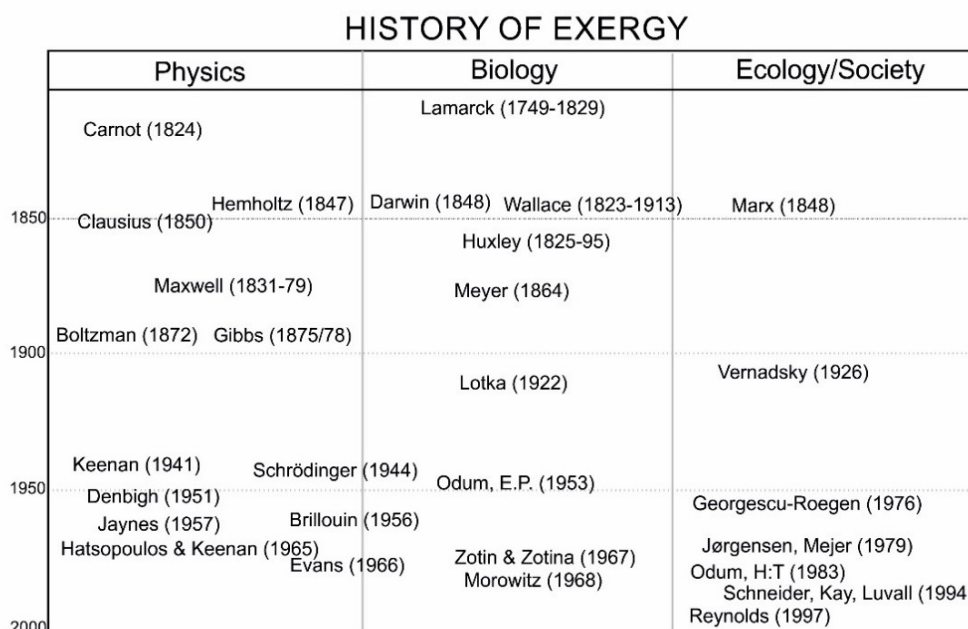 HISTORY OF EXERGY
Physics Biology Ecology/Society
Lamarck (1749-1829)
Carnot (1824)
Hemholtz (1847) Darwin (1848) Wallace (1823-1913) Marx (1848)
1850
Clausius (1850)
Huxley (1825-95)
Maxwell (1831-79) Meyer (1864)
Boltzman (1872) Gibbs (1875/78)
1900
Vernadsky (1926)
Lotka (1922)
Keenan (1941) Schrödinger (1944)
Odum, E.P. (1953)
1950
Denbigh (1951) Georgescu-Roegen (1976)
Jaynes (1957) Brillouin (1956)
Hatsopoulos & Keenan (1965) Jørgensen, Mejer (1979)
Evans (1966) Zotin & Zotina (1967)
Morowitz (1968) Odum, H:T (1983)
Schneider, Kay, Luvall (1994
Reynolds (1997)
2000